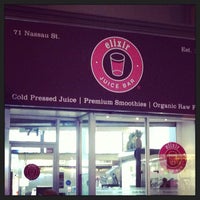 71 Nassau St.
Est.
elixir
JUICE BAR
Cold Pressed Juice | Premium Smoothies | Organic Raw F
elixir